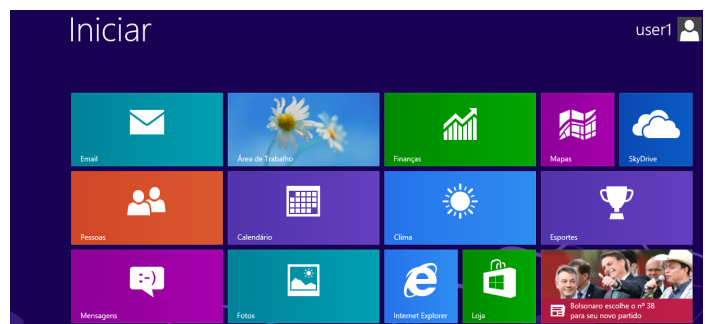 Iniciar
user1
Email
Área de Trabalho
Finanças
Mapas
SkyDrive
Pessoas
Calendário
Clima
Esportes
Mensagens
Fotos
Internet Explorer
Loja
Bolsonaro escolhe o nº 38
para seu novo partido